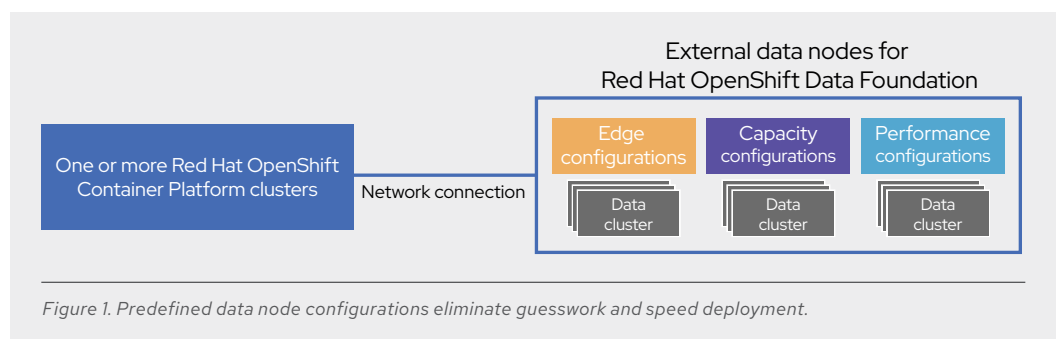 External data nodes for
Red Hat OpenShift Data Foundation
One or more Red Hat OpenShift
Container Platform clusters
Network connection
Edge
configurations
Capacity
configurations
Performance
configurations
Data
cluster
Data
cluster
Data
cluster
Figure 1. Predefined data node configurations eliminate guesswork and speed deployment.